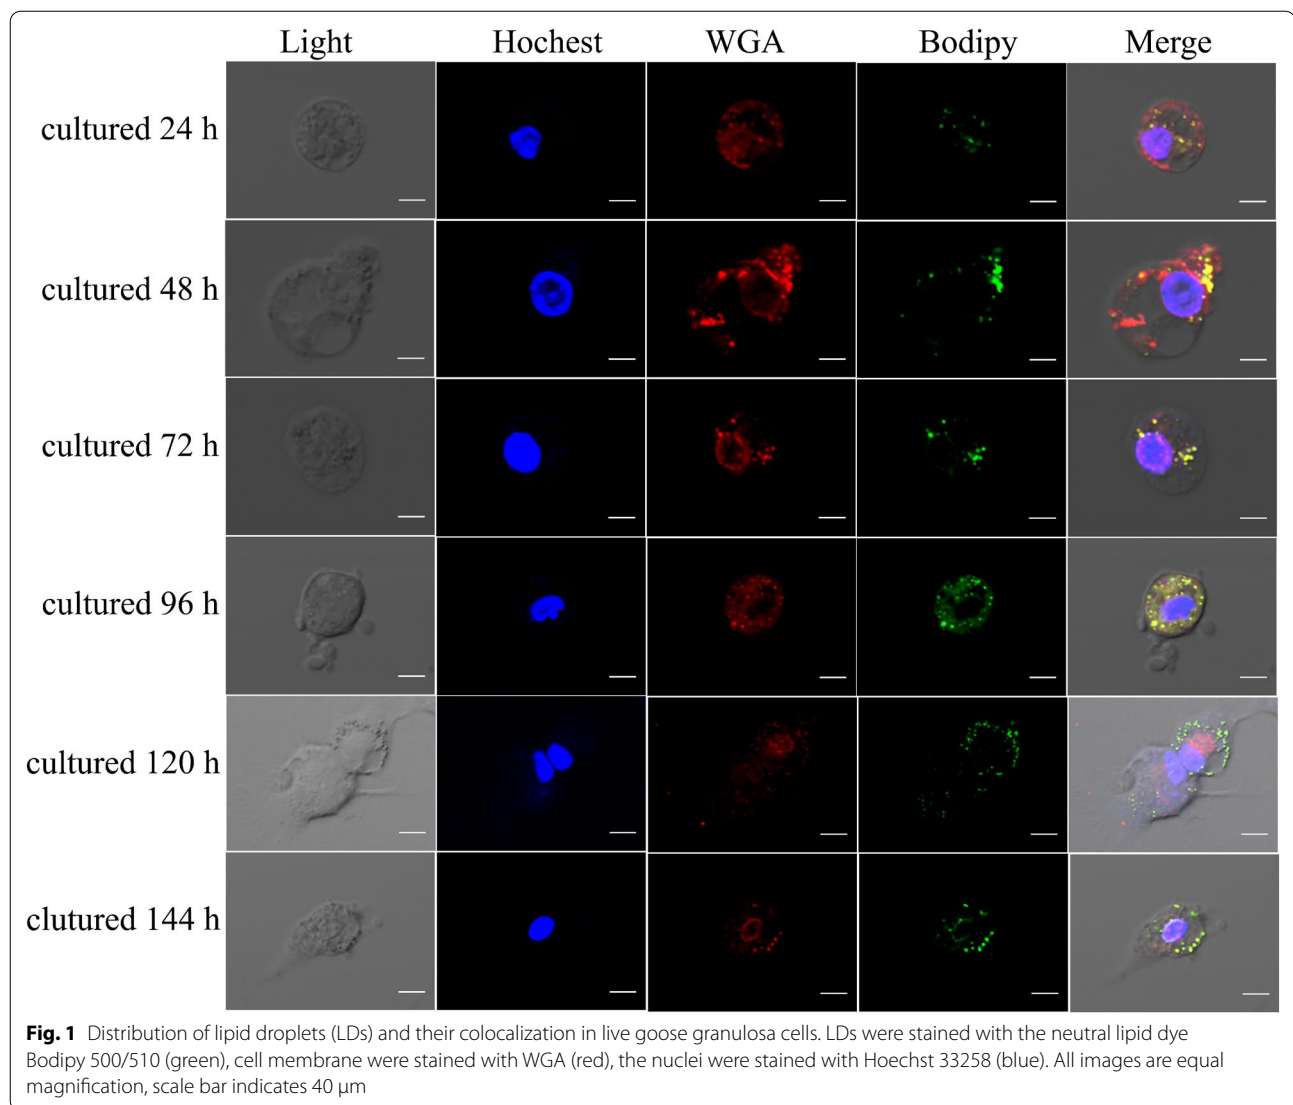 Light Hochest WGA Bodipy Merge
cultured 24 h
cultured 48 h
cultured 72 h
cultured 96 h
cultured 120 h
clutured 144 h
Fig. 1 Distribution of lipid droplets (LDs) and their colocalization in live goose granulosa cells. LDs were stained with the neutral lipid dye
Bodipy 500/510 (green), cell membrane were stained with WGA (red), the nuclei were stained with Hoechst 33258 (blue). All images are equal
magnification, scale bar indicates 40 µm